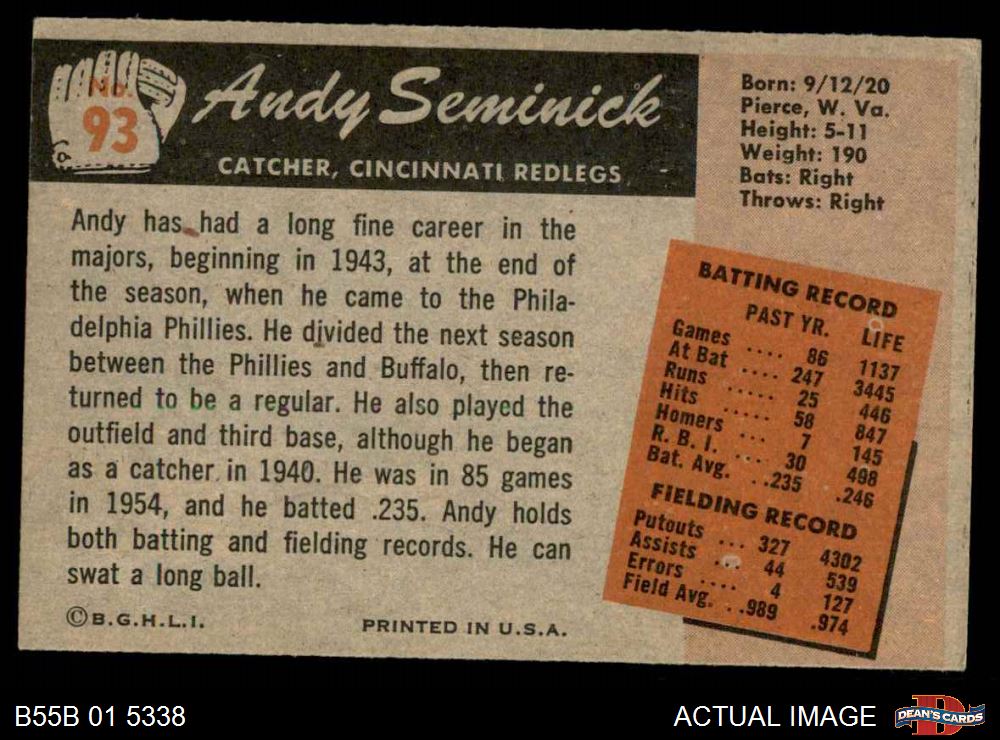 No.
93
Andy Seminick
CATCHER, CINCINNATI REDLEGS
Born: 9/12/20
Pierce, W. Va.
Height: 5-11
Weight: 190
Bats: Right
Throws: Right
Andy has had a long fine career in the
majors, beginning in 1943, at the end of
the season, when he came to the Phila-
delphia Phillies. He divided the next season
between the Phillies and Buffalo, then re-
turned to be a regular. He also played the
outfield and third base, although he began
as a catcher in 1940. He was in 85 games
in 1954, and he batted .235. Andy holds
both batting and fielding records. He can
swat a long ball.
©B.G.H.L.I.
PRINTED IN U.S.A.
BATTING RECORD
PAST YR. LIFE
Games .... 86 1137
At Bat .... 247 3445
Runs ..... 25 446
Hits ..... 58 847
Homers ... 7 145
R. B. I. ... 30 498
Bat. Avg. ..235 .246
FIELDING RECORD
Putouts ... 327 4302
Assists ... 44 539
Errors .... 4 127
Field Avg. ..989 .974
B55B 01 5338
ACTUAL IMAGE
D
DEAN'S CARDS